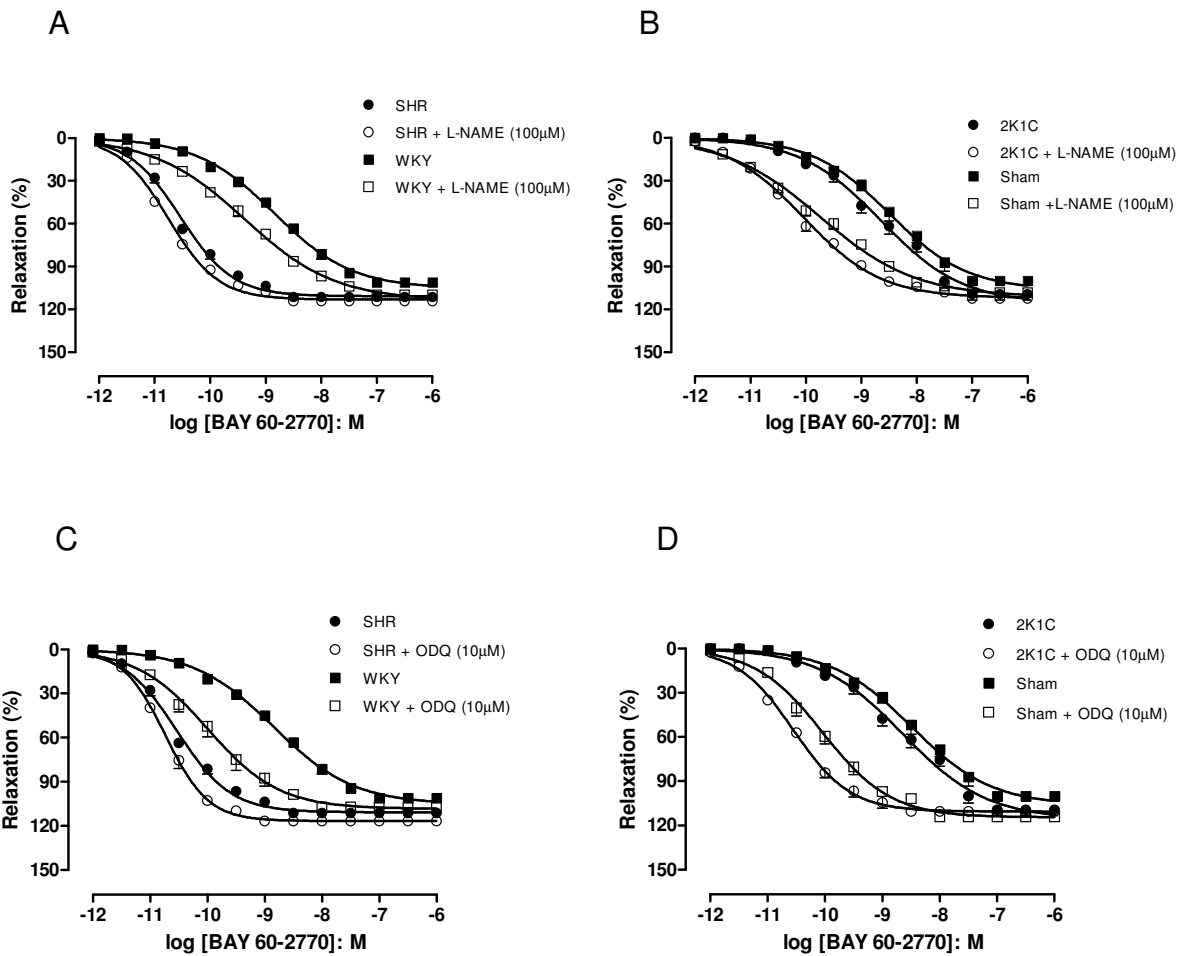 A
SHR
SHR + L-NAME (100µM)
WKY
WKY + L-NAME (100µM)
0
30
60
90
120
150
Relaxation (%)
-12 -11 -10 -9 -8 -7 -6
log [BAY 60-2770]: M
B
2K1C
2K1C + L-NAME (100µM)
Sham
Sham +L-NAME (100µM)
0
30
60
90
120
150
Relaxation (%)
-12 -11 -10 -9 -8 -7 -6
log [BAY 60-2770]: M
C
SHR
SHR + ODQ (10µM)
WKY
WKY + ODQ (10µM)
0
30
60
90
120
150
Relaxation (%)
-12 -11 -10 -9 -8 -7 -6
log [BAY 60-2770]: M
D
2K1C
2K1C + ODQ (10µM)
Sham
Sham + ODQ (10µM)
0
30
60
90
120
150
Relaxation (%)
-12 -11 -10 -9 -8 -7 -6
log [BAY 60-2770]: M